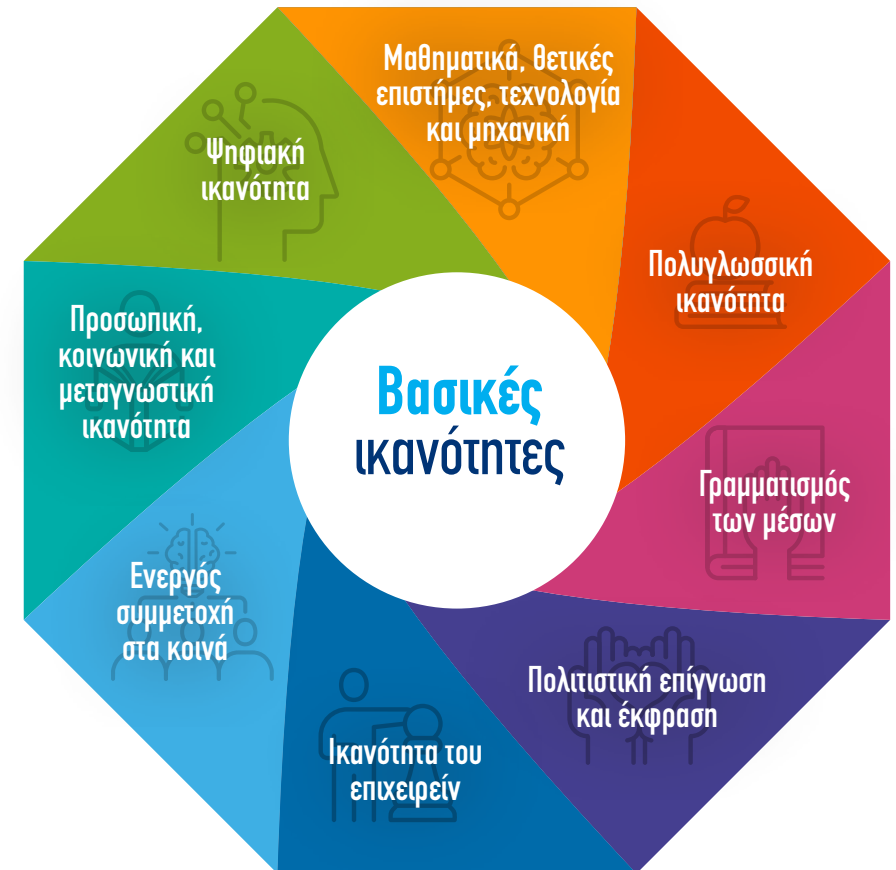 Μαθηματικά, θετικές
επιστήμες, τεχνολογία
και μηχανική
Πολυγλωσσική
ικανότητα
Γραμματισμός
των μέσων
Πολιτιστική επίγνωση
και έκφραση
Ικανότητα του
επιχειρείν
Ενεργός
συμμετοχή
στα κοινά
Προσωπική,
κοινωνική και
μεταγνωστική
ικανότητα
Ψηφιακή
ικανότητα
Βασικές
ικανότητες